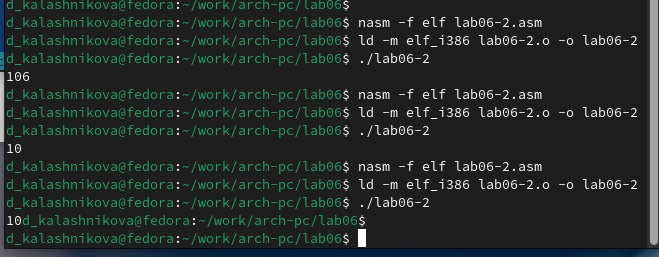 d_kalashnikova@fedora:~/work/arch-pc/lab06$
d_kalashnikova@fedora:~/work/arch-pc/lab06$ nasm -f elf lab06-2.asm
d_kalashnikova@fedora:~/work/arch-pc/lab06$ ld -m elf_i386 lab06-2.o -o lab06-2
d_kalashnikova@fedora:~/work/arch-pc/lab06$ ./lab06-2
106
d_kalashnikova@fedora:~/work/arch-pc/lab06$ nasm -f elf lab06-2.asm
d_kalashnikova@fedora:~/work/arch-pc/lab06$ ld -m elf_i386 lab06-2.o -o lab06-2
d_kalashnikova@fedora:~/work/arch-pc/lab06$ ./lab06-2
10
d_kalashnikova@fedora:~/work/arch-pc/lab06$ nasm -f elf lab06-2.asm
d_kalashnikova@fedora:~/work/arch-pc/lab06$ ld -m elf_i386 lab06-2.o -o lab06-2
d_kalashnikova@fedora:~/work/arch-pc/lab06$ ./lab06-2
10d_kalashnikova@fedora:~/work/arch-pc/lab06$
d_kalashnikova@fedora:~/work/arch-pc/lab06$